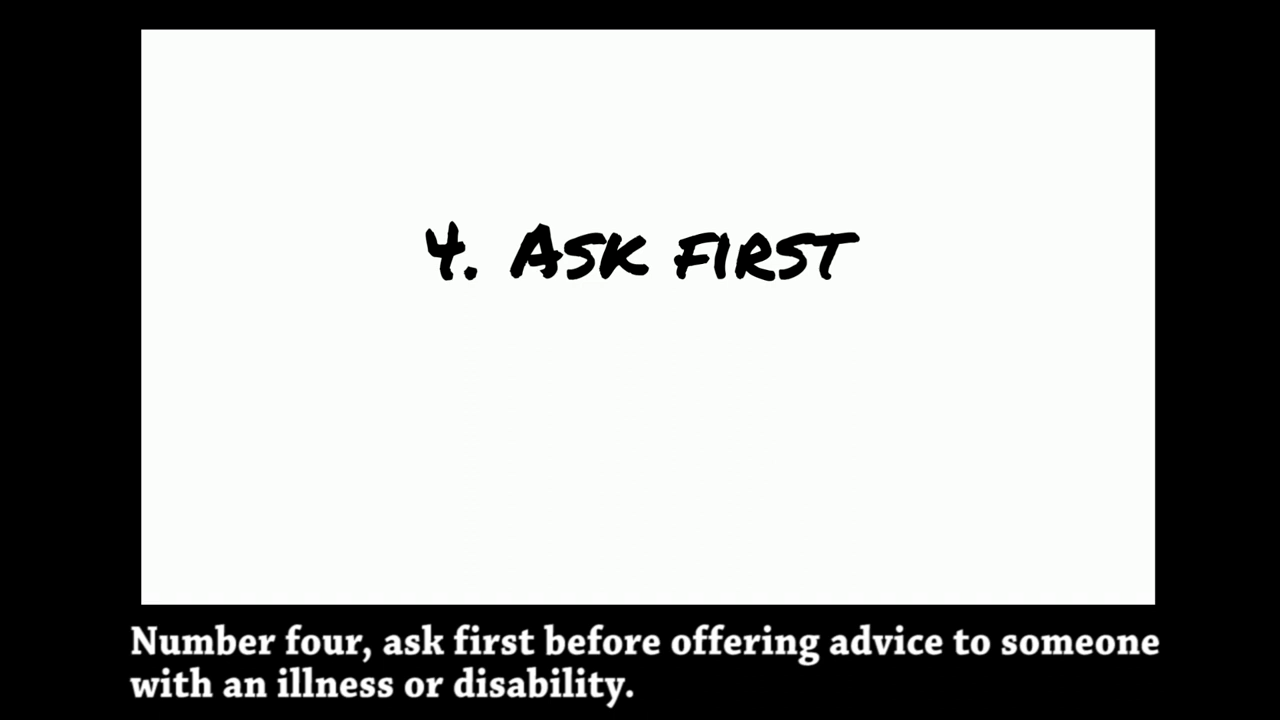 4. Ask first
Number four, ask first before offering advice to someone
with an illness or disability.